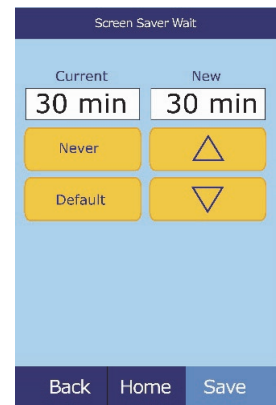 Screen Saver Wait
Current New
30 min 30 min
Never
Default
Back Home Save